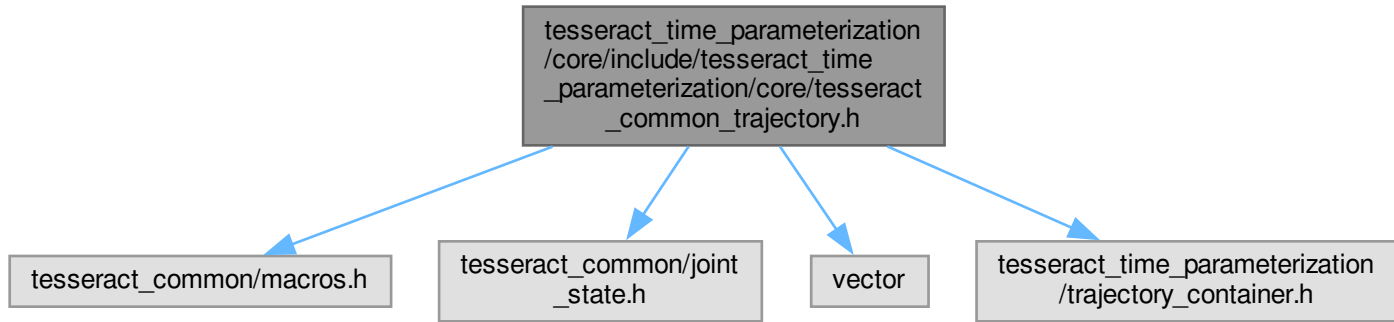 tesseract_time_parameterization
/core/include/tesseract_time
_parameterization/core/tesseract
_common_trajectory.h
tesseract_common/macros.h
tesseract_common/joint
_state.h
vector
tesseract_time_parameterization
/trajectory_container.h